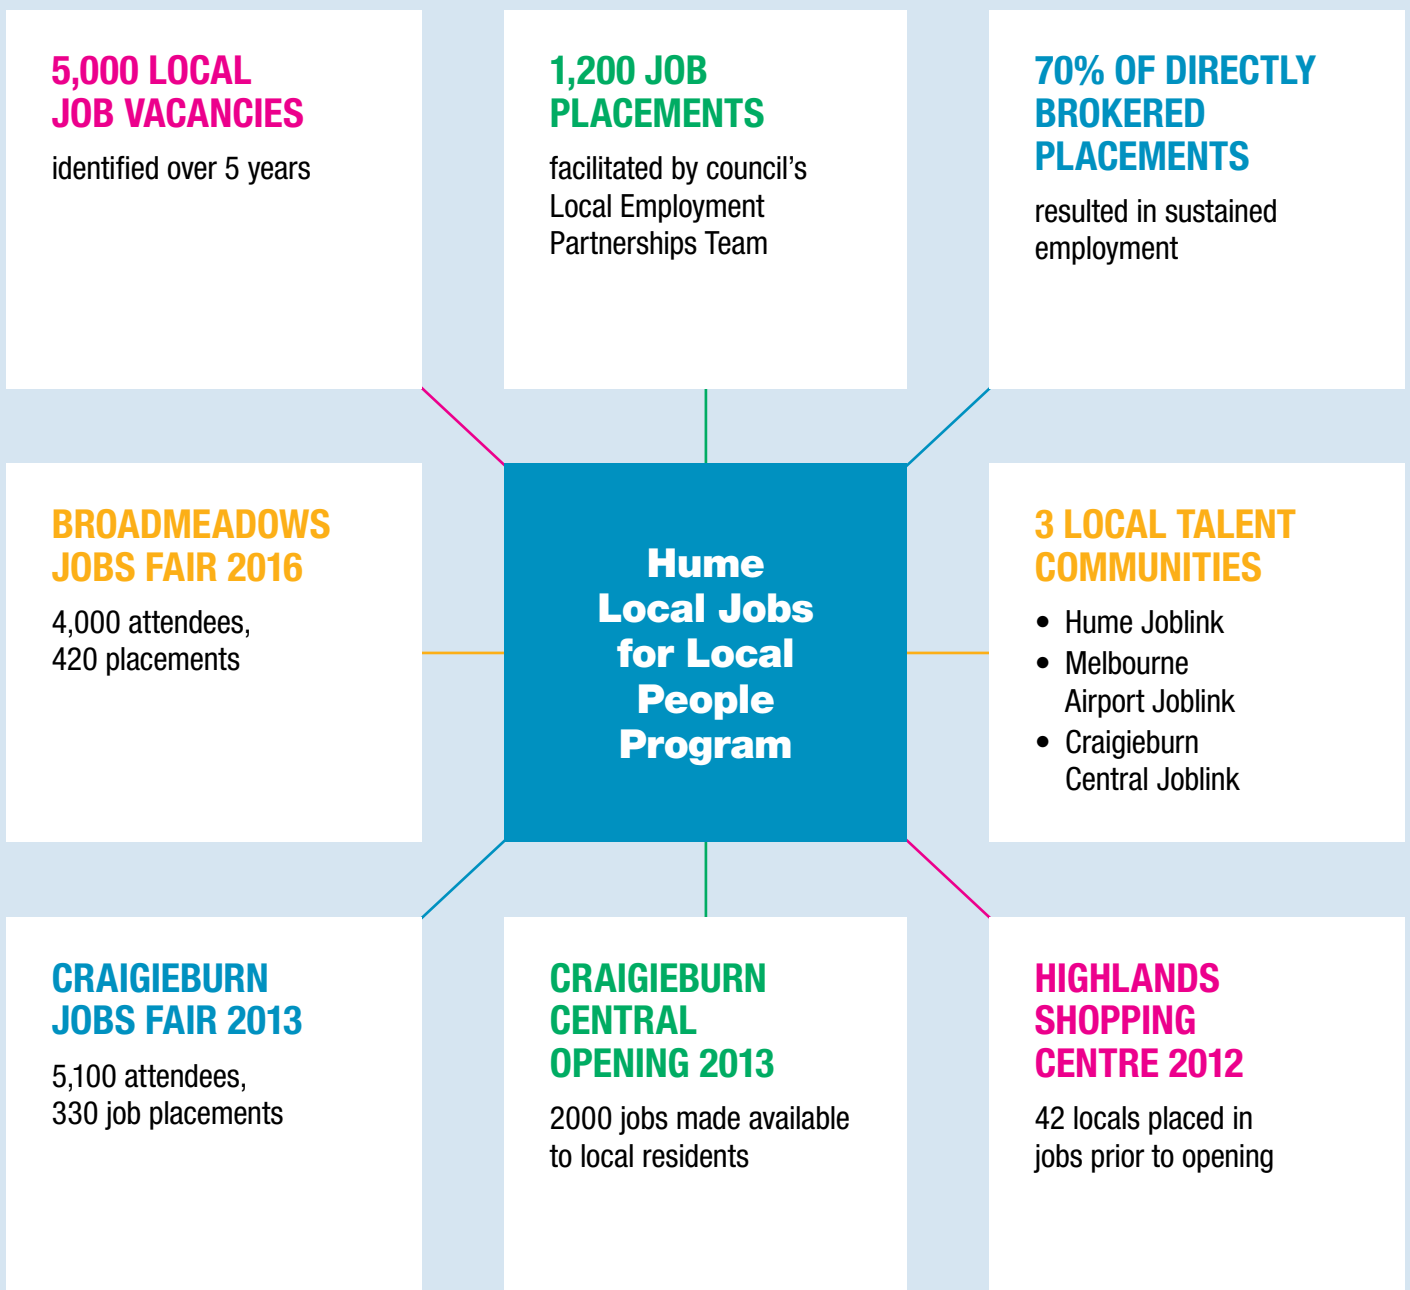 5,000 LOCAL
JOB VACANCIES
identified over 5 years
1,200 JOB
PLACEMENTS
facilitated by council's
Local Employment
Partnerships Team
70% OF DIRECTLY
BROKERED
PLACEMENTS
resulted in sustained
employment
BROADMEADOWS
JOBS FAIR 2016
4,000 attendees,
420 placements
Hume
Local Jobs
for Local
People
Program
3 LOCAL TALENT
COMMUNITIES
• Hume Joblink
• Melbourne
Airport Joblink
• Craigieburn
Central Joblink
CRAIGIEBURN
JOBS FAIR 2013
5,100 attendees,
330 job placements
CRAIGIEBURN
CENTRAL
OPENING 2013
2000 jobs made available
to local residents
HIGHLANDS
SHOPPING
CENTRE 2012
42 locals placed in
jobs prior to opening